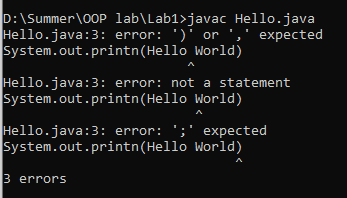 D:\Summer\OOP lab\Lab1>javac Hello.java
Hello.java:3: error: ')' or ',' expected
System.out.printn(Hello World)
^
Hello.java:3: error: not a statement
System.out.printn(Hello World)
^
Hello.java:3: error: ';' expected
System.out.printn(Hello World)
^
3 errors